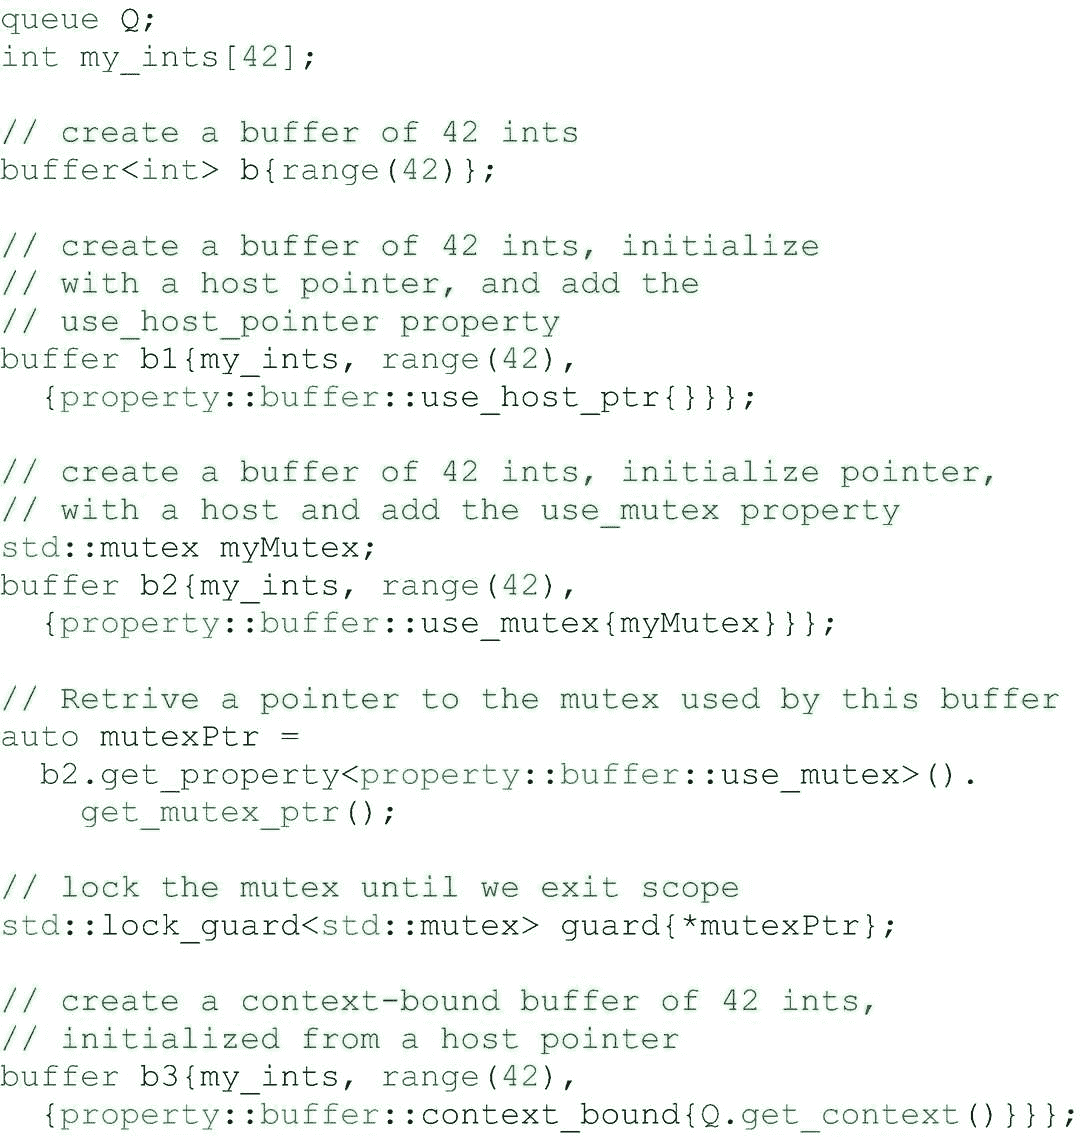 queue Q;
int my_ints[42];
// create a buffer of 42 ints
buffer<int> b{range(42)};
// create a buffer of 42 ints, initialize
// with a host pointer, and add the
// use_host_pointer property
buffer b1{my_ints, range(42),
{property::buffer::use_host_ptr{}}};
// create a buffer of 42 ints, initialize pointer,
// with a host and add the use_mutex property
std::mutex myMutex;
buffer b2{my_ints, range(42),
{property::buffer::use_mutex{myMutex}}};
// Retrive a pointer to the mutex used by this buffer
auto mutexPtr =
b2.get_property<property::buffer::use_mutex>().
get_mutex_ptr();
// lock the mutex until we exit scope
std::lock_guard<std::mutex> guard{*mutexPtr};
// create a context-bound buffer of 42 ints,
// initialized from a host pointer
buffer b3{my_ints, range(42),
{property::buffer::context_bound{Q.get_context()}}};